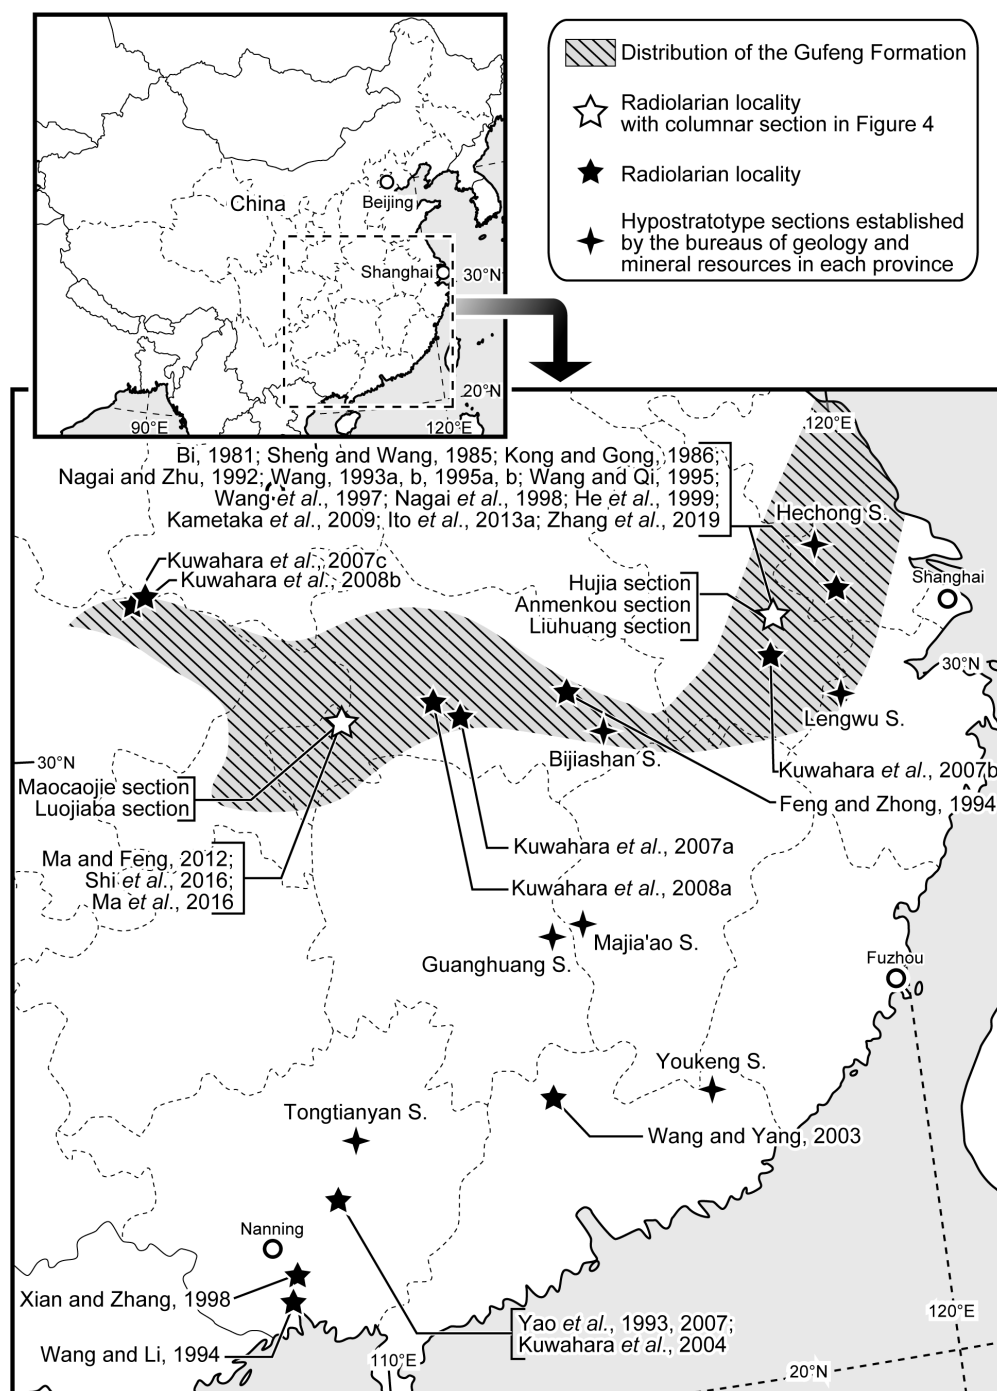 Distribution of the Gufeng Formation
Radiolarian locality
with columnar section in Figure 4
Radiolarian locality
Hypostratotype sections established
by the bureaus of geology and
mineral resources in each province
China
Beijing
Shanghai
30°N
20°N
90°E
120°E
120°E
Bi, 1981; Sheng and Wang, 1985; Kong and Gong, 1986;
Nagai and Zhu, 1992; Wang, 1993a, b, 1995a, b; Wang and Qi, 1995;
Wang et al., 1997; Nagai et al., 1998; He et al., 1999;
Kametaka et al., 2009; Ito et al., 2013a; Zhang et al., 2019
Hechong S.
Kuwahara et al., 2007c
Kuwahara et al., 2008b
Hujia section
Anmenkou section
Liuhuang section
Shanghai
30°N
Lengwu S.
Bijiashan S.
30°N
Kuwahara et al., 2007b
Maocaojie section
Luojiaba section
Feng and Zhong, 1994
Kuwahara et al., 2007a
Ma and Feng, 2012;
Shi et al., 2016;
Ma et al., 2016
Kuwahara et al., 2008a
Majia'ao S.
Guanghuang S.
Fuzhou
Youkeng S.
Tongtianyan S.
Wang and Yang, 2003
Nanning
Xian and Zhang, 1998
Yao et al., 1993, 2007;
Kuwahara et al., 2004
Wang and Li, 1994
120°E
110°E
20°N